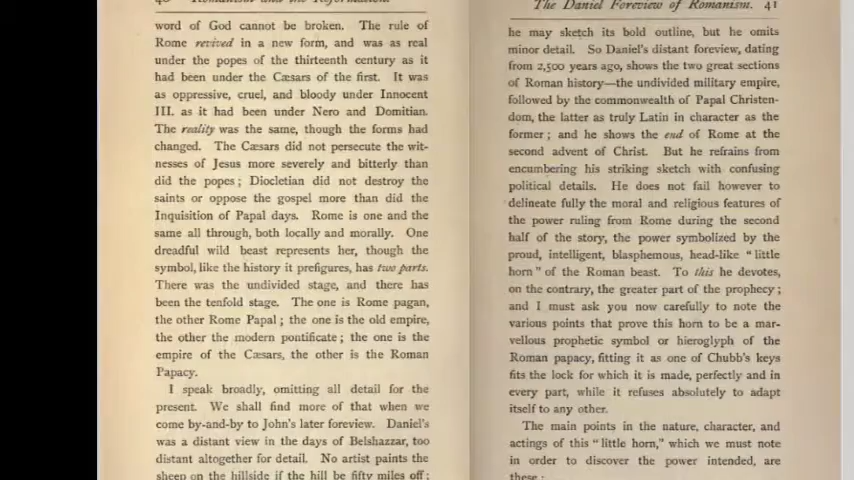 40 Romanism and the Reformation.
word of God cannot be broken. The rule of
Rome revived in a new form, and was as real
under the popes of the thirteenth century as it
had been under the Cæsars of the first. It was
as oppressive, cruel, and bloody under Innocent
III. as it had been under Nero and Domitian.
The reality was the same, though the forms had
changed. The Cæsars did not persecute the wit-
nesses of Jesus more severely and bitterly than
did the popes; Diocletian did not destroy the
saints or oppose the gospel more than did the
Inquisition of Papal days. Rome is one and the
same all through, both locally and morally. One
dreadful wild beast represents her, though the
symbol, like the history it prefigures, has two parts.
There was the undivided stage, and there has
been the tenfold stage. The one is Rome pagan,
the other Rome Papal; the one is the old empire,
the other the modern pontificate; the one is the
empire of the Cæsars, the other is the Roman
Papacy.
I speak broadly, omitting all detail for the
present. We shall find more of that when we
come by-and-by to John's later foreview. Daniel's
was a distant view in the days of Belshazzar, too
distant altogether for detail. No artist paints the
sheep on the hillside if the hill be fifty miles off;
The Daniel Foreview of Romanism. 41
he may sketch its bold outline, but he omits
minor detail. So Daniel's distant foreview, dating
from 2,500 years ago, shows the two great sections
of Roman history—the undivided military empire,
followed by the commonwealth of Papal Christen-
dom, the latter as truly Latin in character as the
former; and he shows the end of Rome at the
second advent of Christ. But he refrains from
encumbering his striking sketch with confusing
political details. He does not fail however to
delineate fully the moral and religious features of
the power ruling from Rome during the second
half of the story, the power symbolized by the
proud, intelligent, blasphemous, head-like "little
horn" of the Roman beast. To this he devotes,
on the contrary, the greater part of the prophecy;
and I must ask you now carefully to note the
various points that prove this horn to be a mar-
vellous prophetic symbol or hieroglyph of the
Roman papacy, fitting it as one of Chubb's keys
fits the lock for which it is made, perfectly and in
every part, while it refuses absolutely to adapt
itself to any other.
The main points in the nature, character, and
actings of this "little horn," which we must note
in order to discover the power intended, are
these: